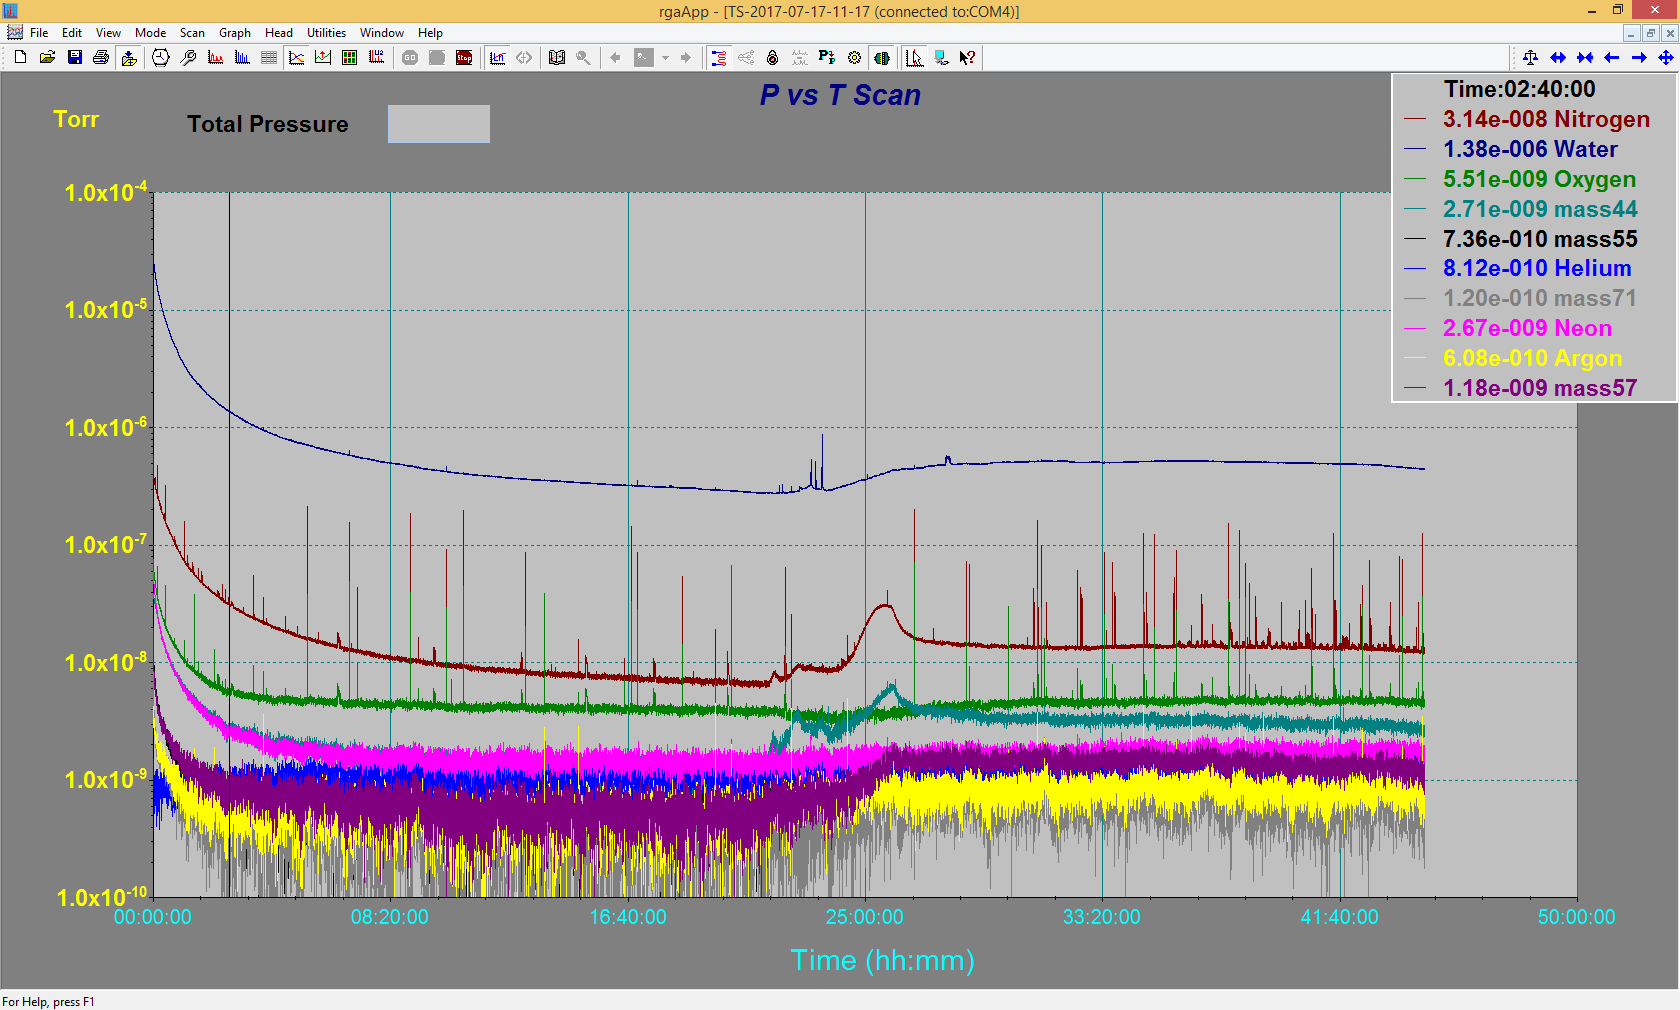 rgaApp - [TS-2017-07-17-11-17 (connected to:COM4)]
File Edit View Mode Scan Graph Head Utilities Window Help
GO Stop
P vs T Scan
Torr
Total Pressure
Time:02:40:00
3.14e-008 Nitrogen
1.38e-006 Water
5.51e-009 Oxygen
2.71e-009 mass44
7.36e-010 mass55
8.12e-010 Helium
1.20e-010 mass71
2.67e-009 Neon
6.08e-010 Argon
1.18e-009 mass57
1.0x10-4
1.0x10-5
1.0x10-6
1.0x10-7
1.0x10-8
1.0x10-9
1.0x10-10
00:00:00 08:20:00 16:40:00 25:00:00 33:20:00 41:40:00 50:00:00
Time (hh:mm)
For Help, press F1